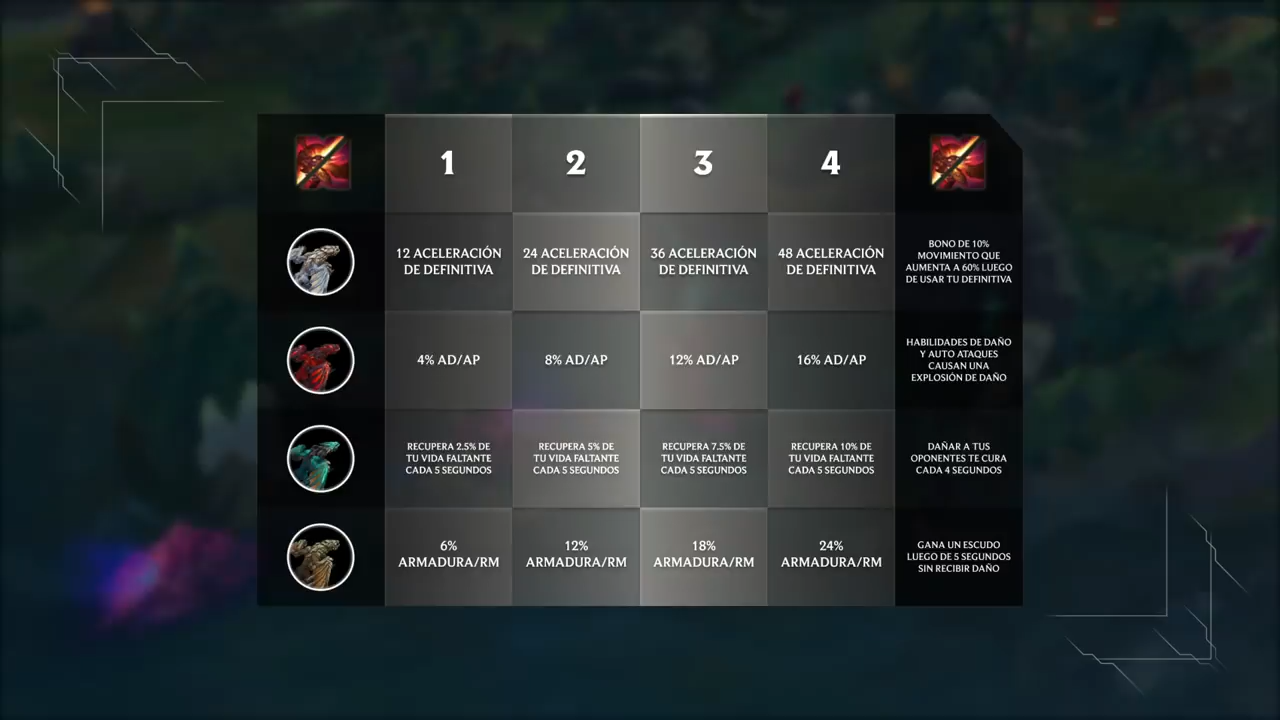 1
2
3
4
12 ACELERACIÓN
DE DEFINITIVA
24 ACELERACIÓN
DE DEFINITIVA
36 ACELERACIÓN
DE DEFINITIVA
48 ACELERACIÓN
DE DEFINITIVA
BONO DE 10%
MOVIMIENTO QUE
AUMENTA A 60% LUEGO
DE USAR TU DEFINITIVA
4% AD/AP
8% AD/AP
12% AD/AP
16% AD/AP
HABILIDADES DE DAÑO
Y AUTO ATAQUES
CAUSAN UNA
EXPLOSIÓN DE DAÑO
RECUPERA 2.5% DE
TU VIDA FALTANTE
CADA 5 SEGUNDOS
RECUPERA 5% DE
TU VIDA FALTANTE
CADA 5 SEGUNDOS
RECUPERA 7.5% DE
TU VIDA FALTANTE
CADA 5 SEGUNDOS
RECUPERA 10% DE
TU VIDA FALTANTE
CADA 5 SEGUNDOS
DAÑAR A TUS
OPONENTES TE CURA
CADA 4 SEGUNDOS
6%
ARMADURA/RM
12%
ARMADURA/RM
18%
ARMADURA/RM
24%
ARMADURA/RM
GANA UN ESCUDO
LUEGO DE 5 SEGUNDOS
SIN RECIBIR DAÑO